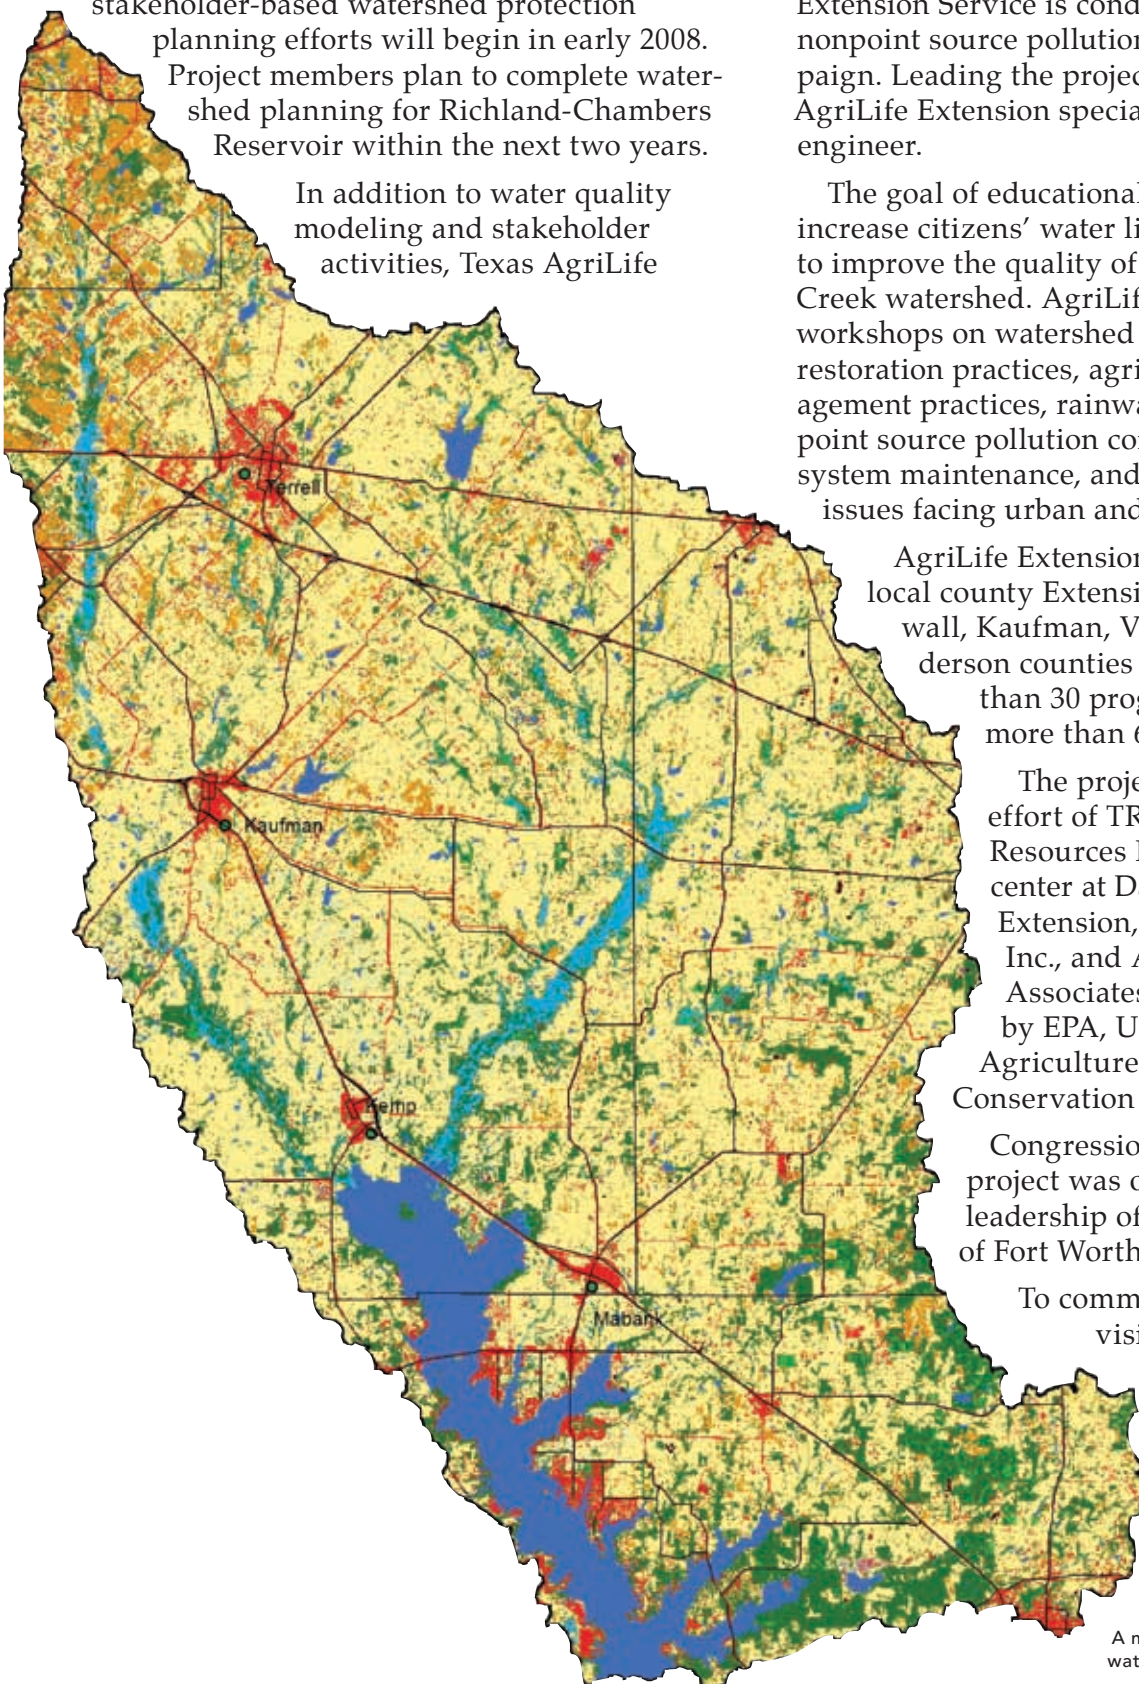 stakeholder-based watershed protection
planning efforts will begin in early 2008.
Project members plan to complete water-
shed planning for Richland-Chambers
Reservoir within the next two years.
In addition to water quality
modeling and stakeholder
activities, Texas AgriLife
Extension Service is cond
nonpoint source pollution
paign. Leading the projec
AgriLife Extension specia
engineer.
The goal of educational
increase citizens' water li
to improve the quality of
Creek watershed. AgriLif
workshops on watershed
restoration practices, agri
agement practices, rainwa
point source pollution co
system maintenance, and
issues facing urban and
AgriLife Extension
local county Extensi
wall, Kaufman, V
derson counties
than 30 prog
more than 6
The proje
effort of TR
Resources I
center at Da
Extension,
Inc., and A
Associates
by EPA, U
Agriculture
Conservation
Congressio
project was o
leadership of
of Fort Worth
To comm
visi
Terrell
Kaufman
Kemp
Mabank
A m
wat